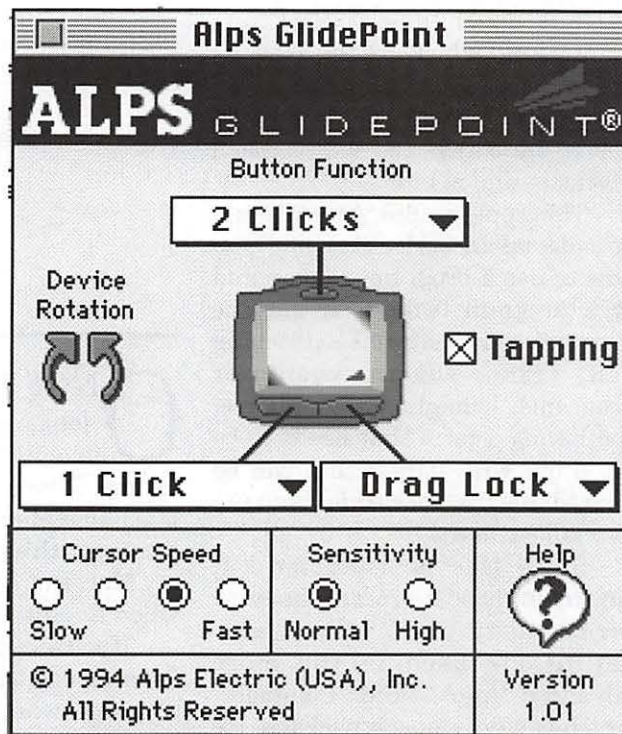 Alps GlidePoint
ALPS GLIDEPOINT®
Button Function
2 Clicks
Device
Rotation
Tapping
1 Click
Drag Lock
Cursor Speed
Slow
Fast
Sensitivity
Normal
High
Help
?
© 1994 Alps Electric (USA), Inc.
All Rights Reserved
Version
1.01